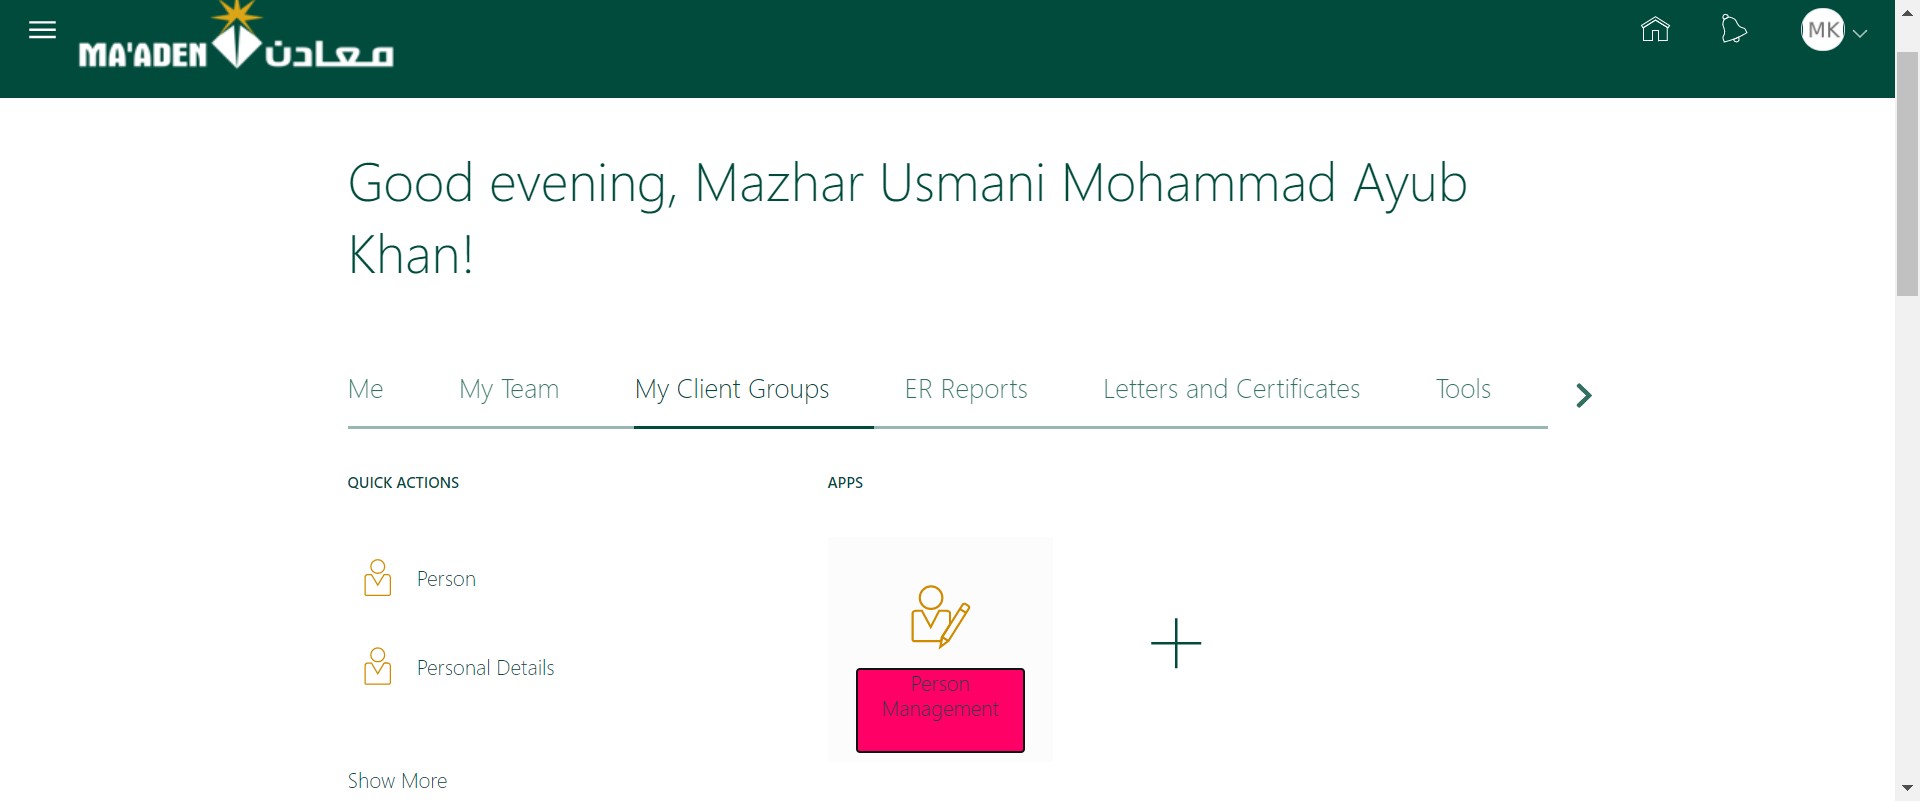 MA'ADEN معادن
MK
Good evening, Mazhar Usmani Mohammad Ayub
Khan!
Me My Team My Client Groups ER Reports Letters and Certificates Tools
QUICK ACTIONS
APPS
Person
Personal Details
Show More
Person
Management